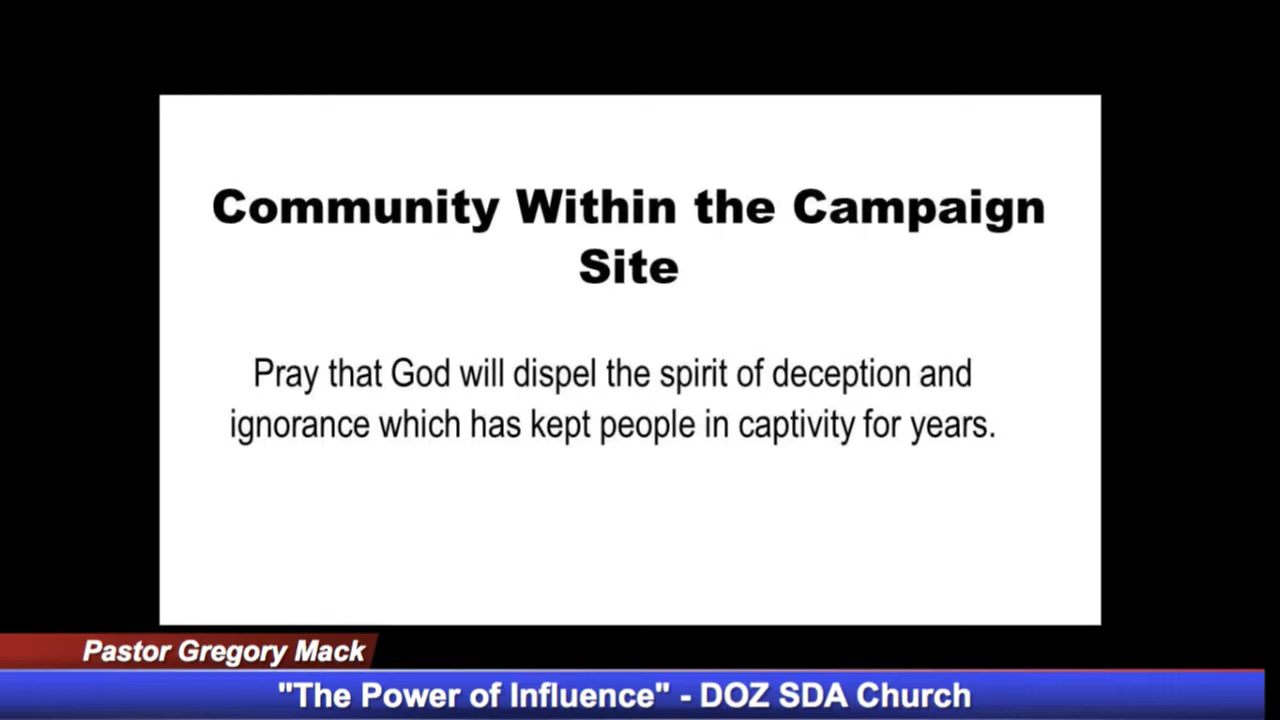 Community Within the Campaign
Site
Pray that God will dispel the spirit of deception and
ignorance which has kept people in captivity for years.
Pastor Gregory Mack
"The Power of Influence" - DOZ SDA Church